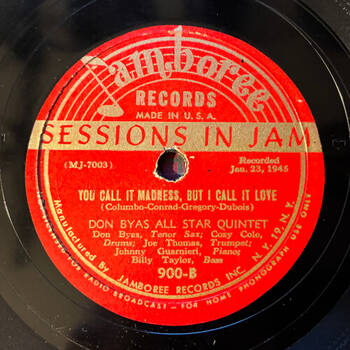 Jamboree
RECORDS
MADE IN U.S.A.
SESSIONS IN JAM
(MJ-7003)
Recorded
Jan. 23, 1945
YOU CALL IT MADNESS, BUT I CALL IT LOVE
(Columbo-Conrad-Gregory-Dubois)
DON BYAS ALL STAR QUINTET
Don Byas, Tenor Sax; Cozy Cole,
Drums; Joe Thomas, Trumpet;
Johnny Guarnieri, Piano;
Billy Taylor, Bass
900-B
Manufactured by JAMBOREE RECORDS INC. N.Y. 19, N.Y.
RADIO BROADCAST — FOR HOME PHONOGRAPH USE ONLY